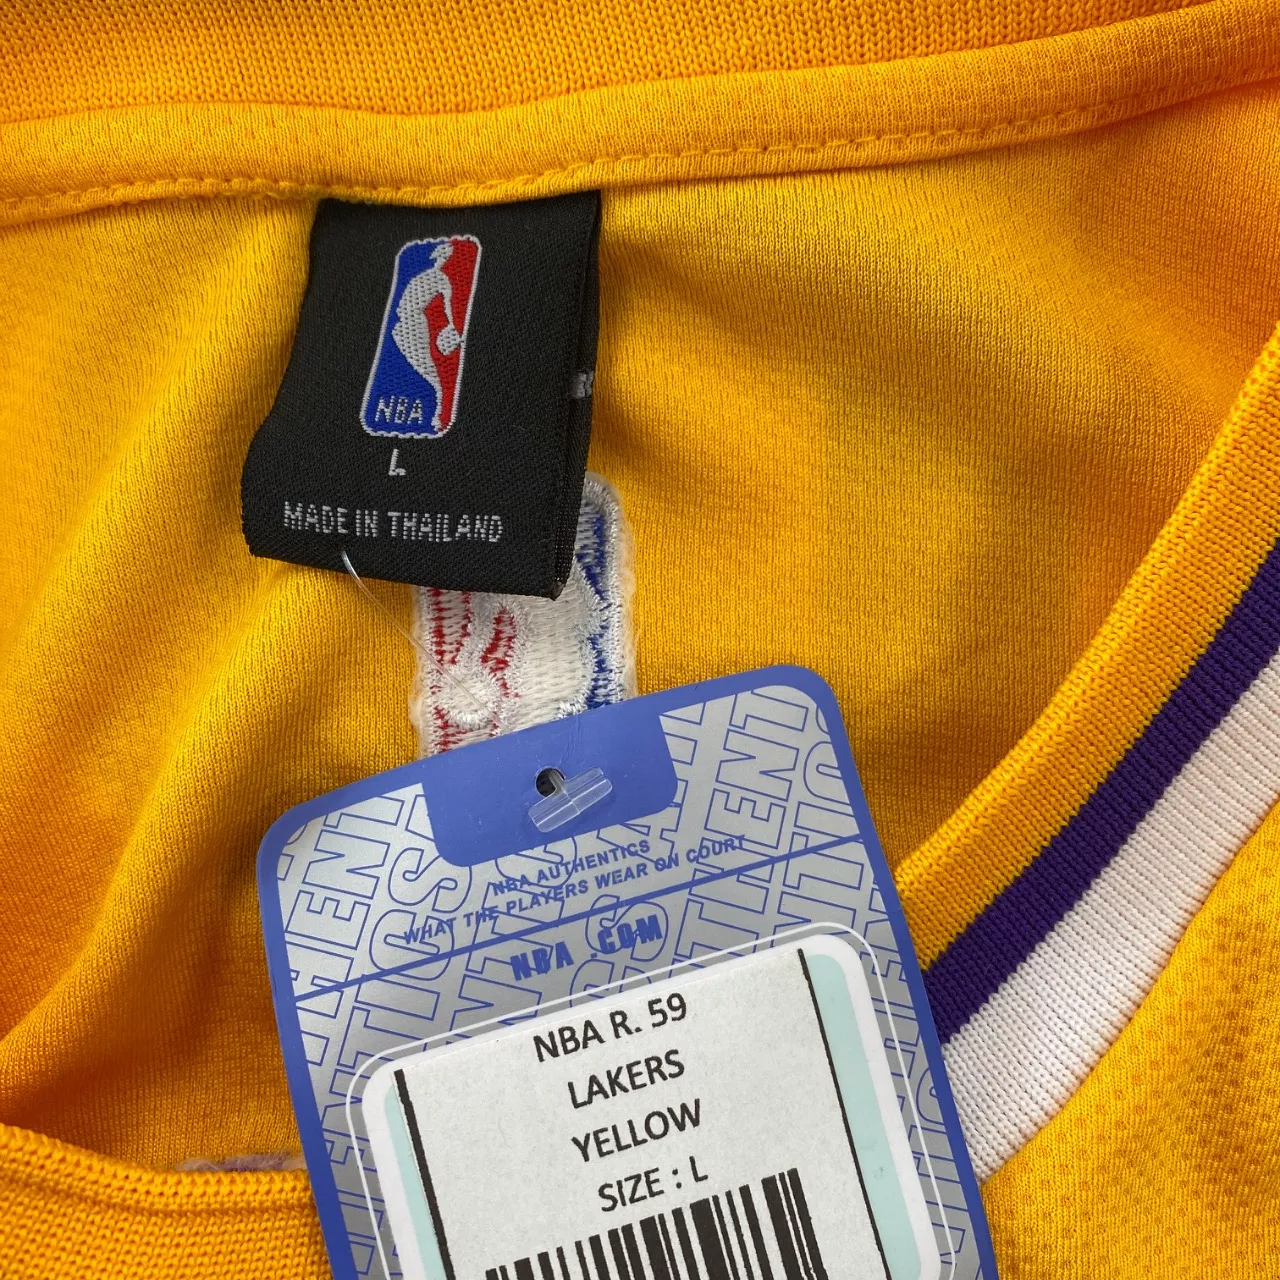 NBA
L
MADE IN THAILAND
NBA AUTHENTICS
WHAT THE PLAYERS WEAR ON COURT
NBA.COM
NBA R. 59
LAKERS
YELLOW
SIZE : L